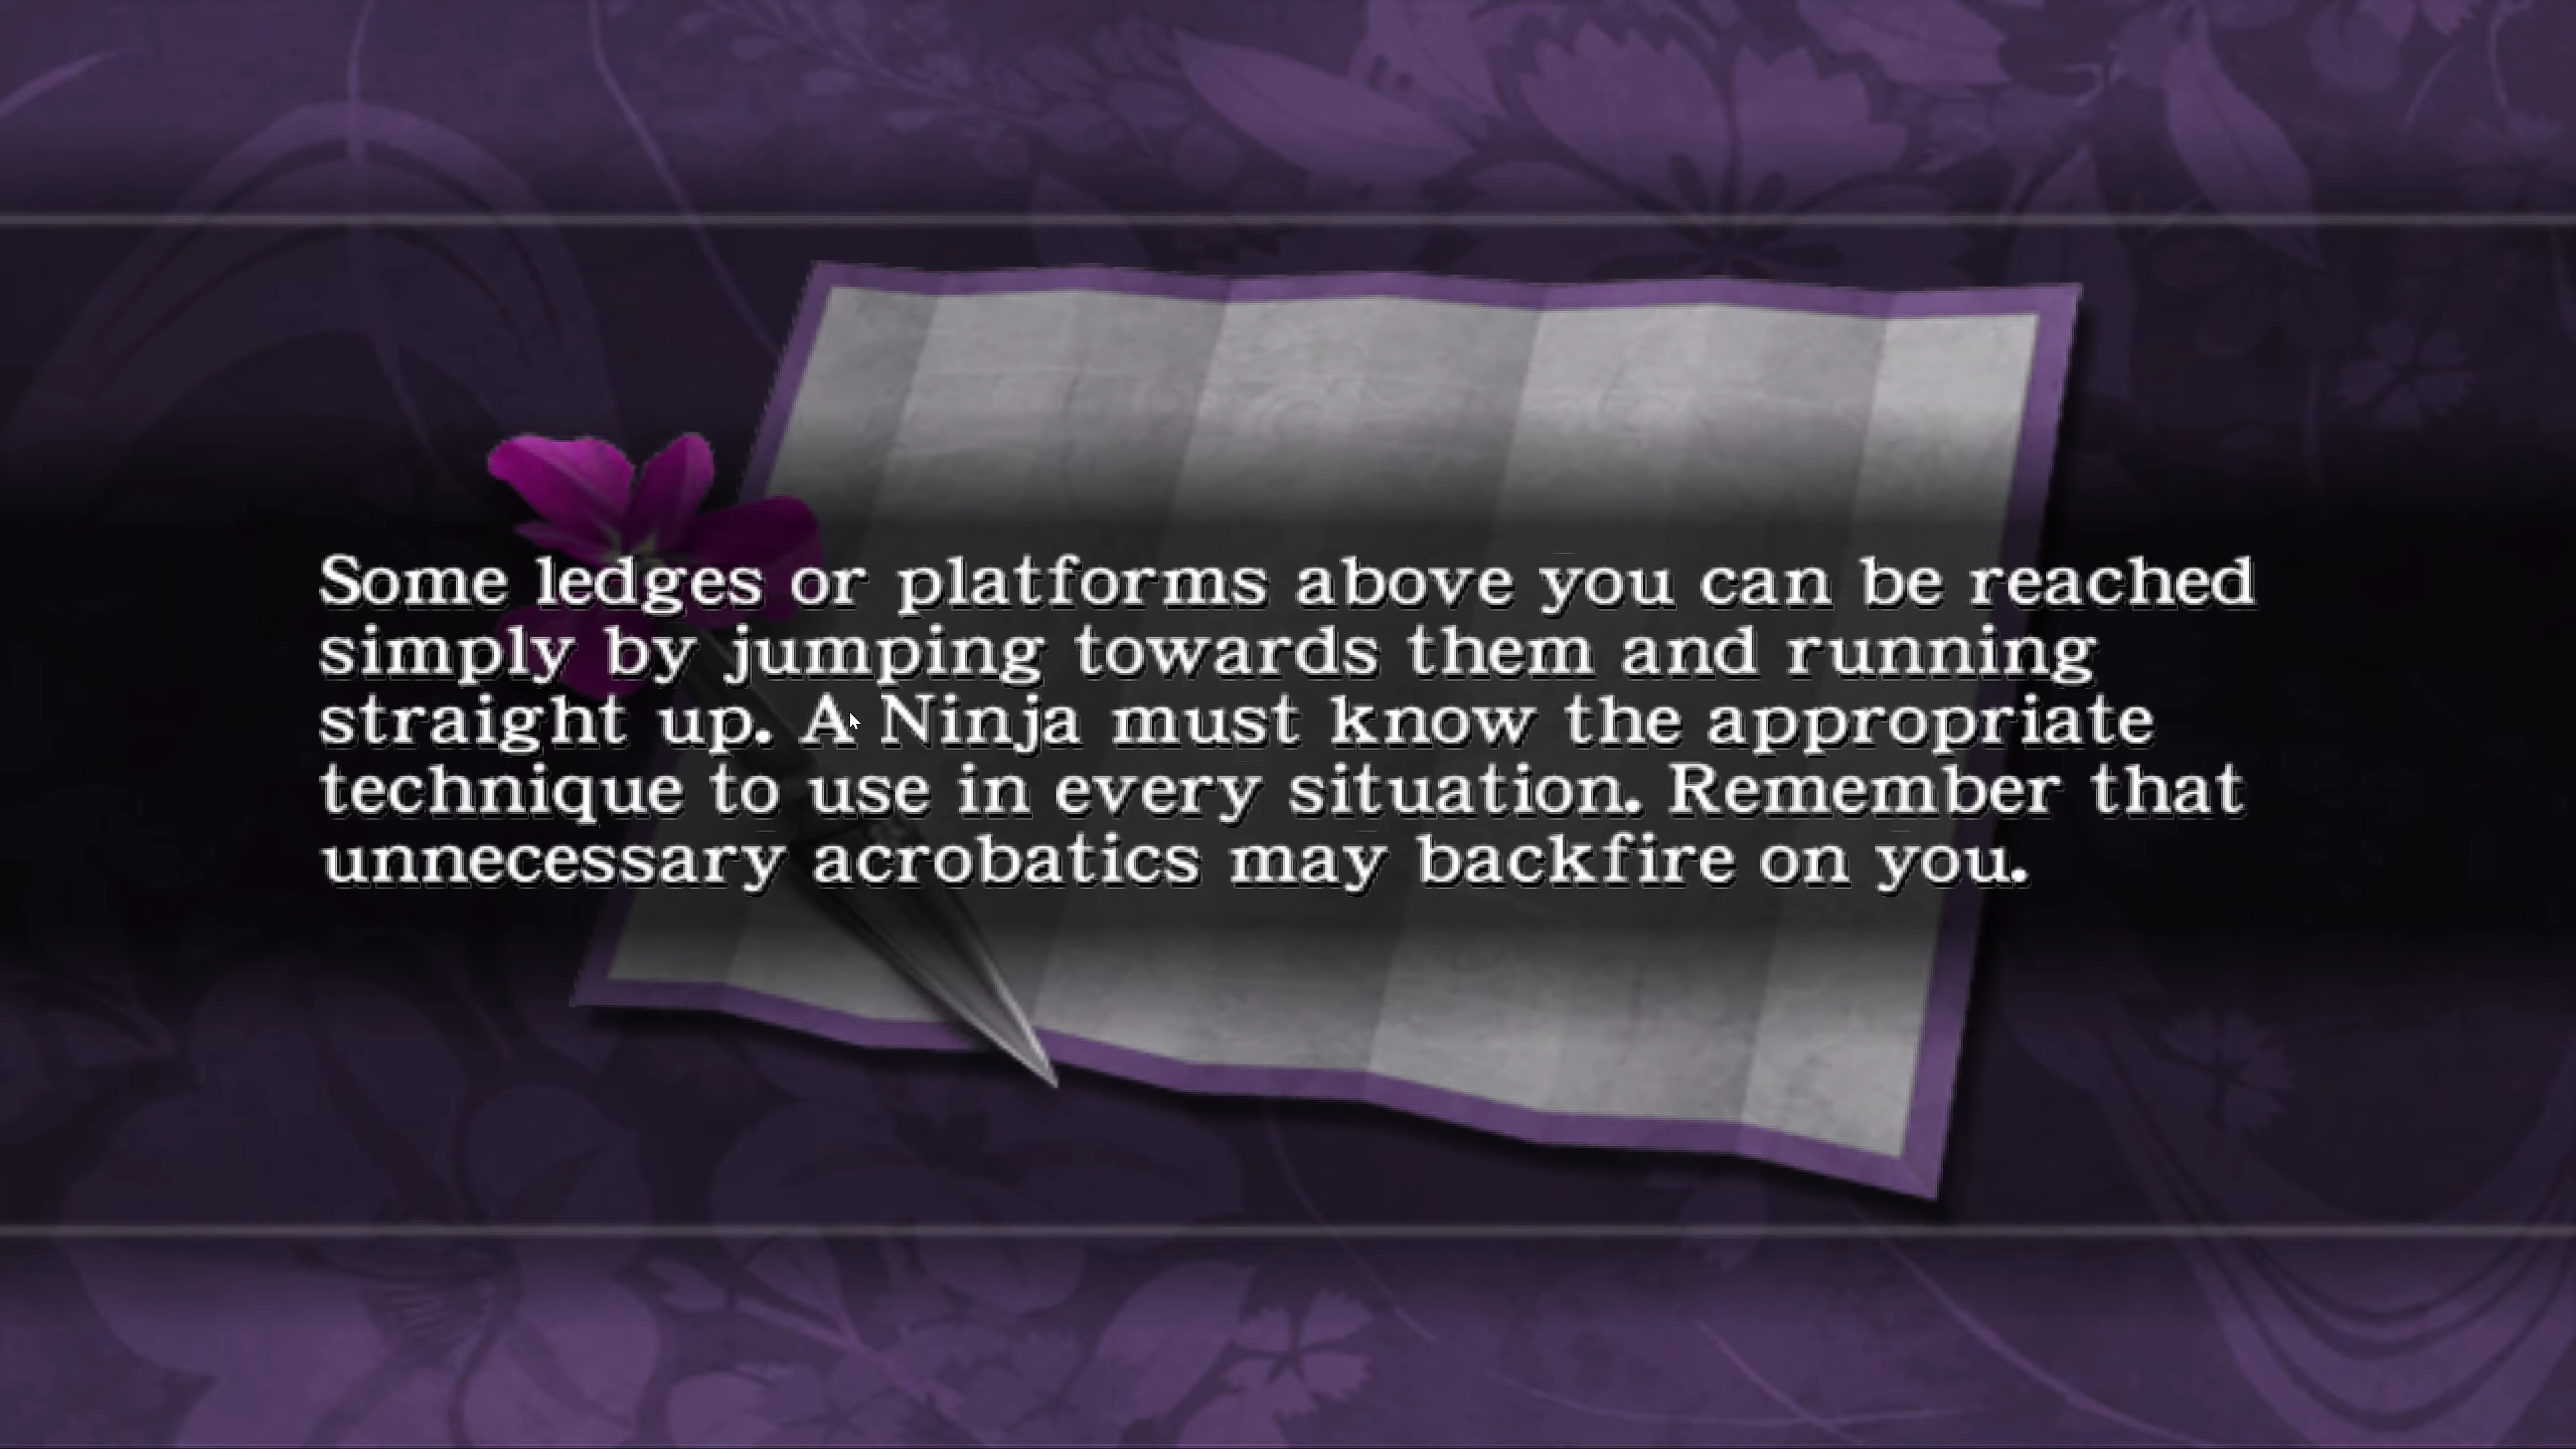 Some ledges or platforms above you can be reached
simply by jumping towards them and running
straight up. A Ninja must know the appropriate
technique to use in every situation. Remember that
unnecessary acrobatics may backfire on you.